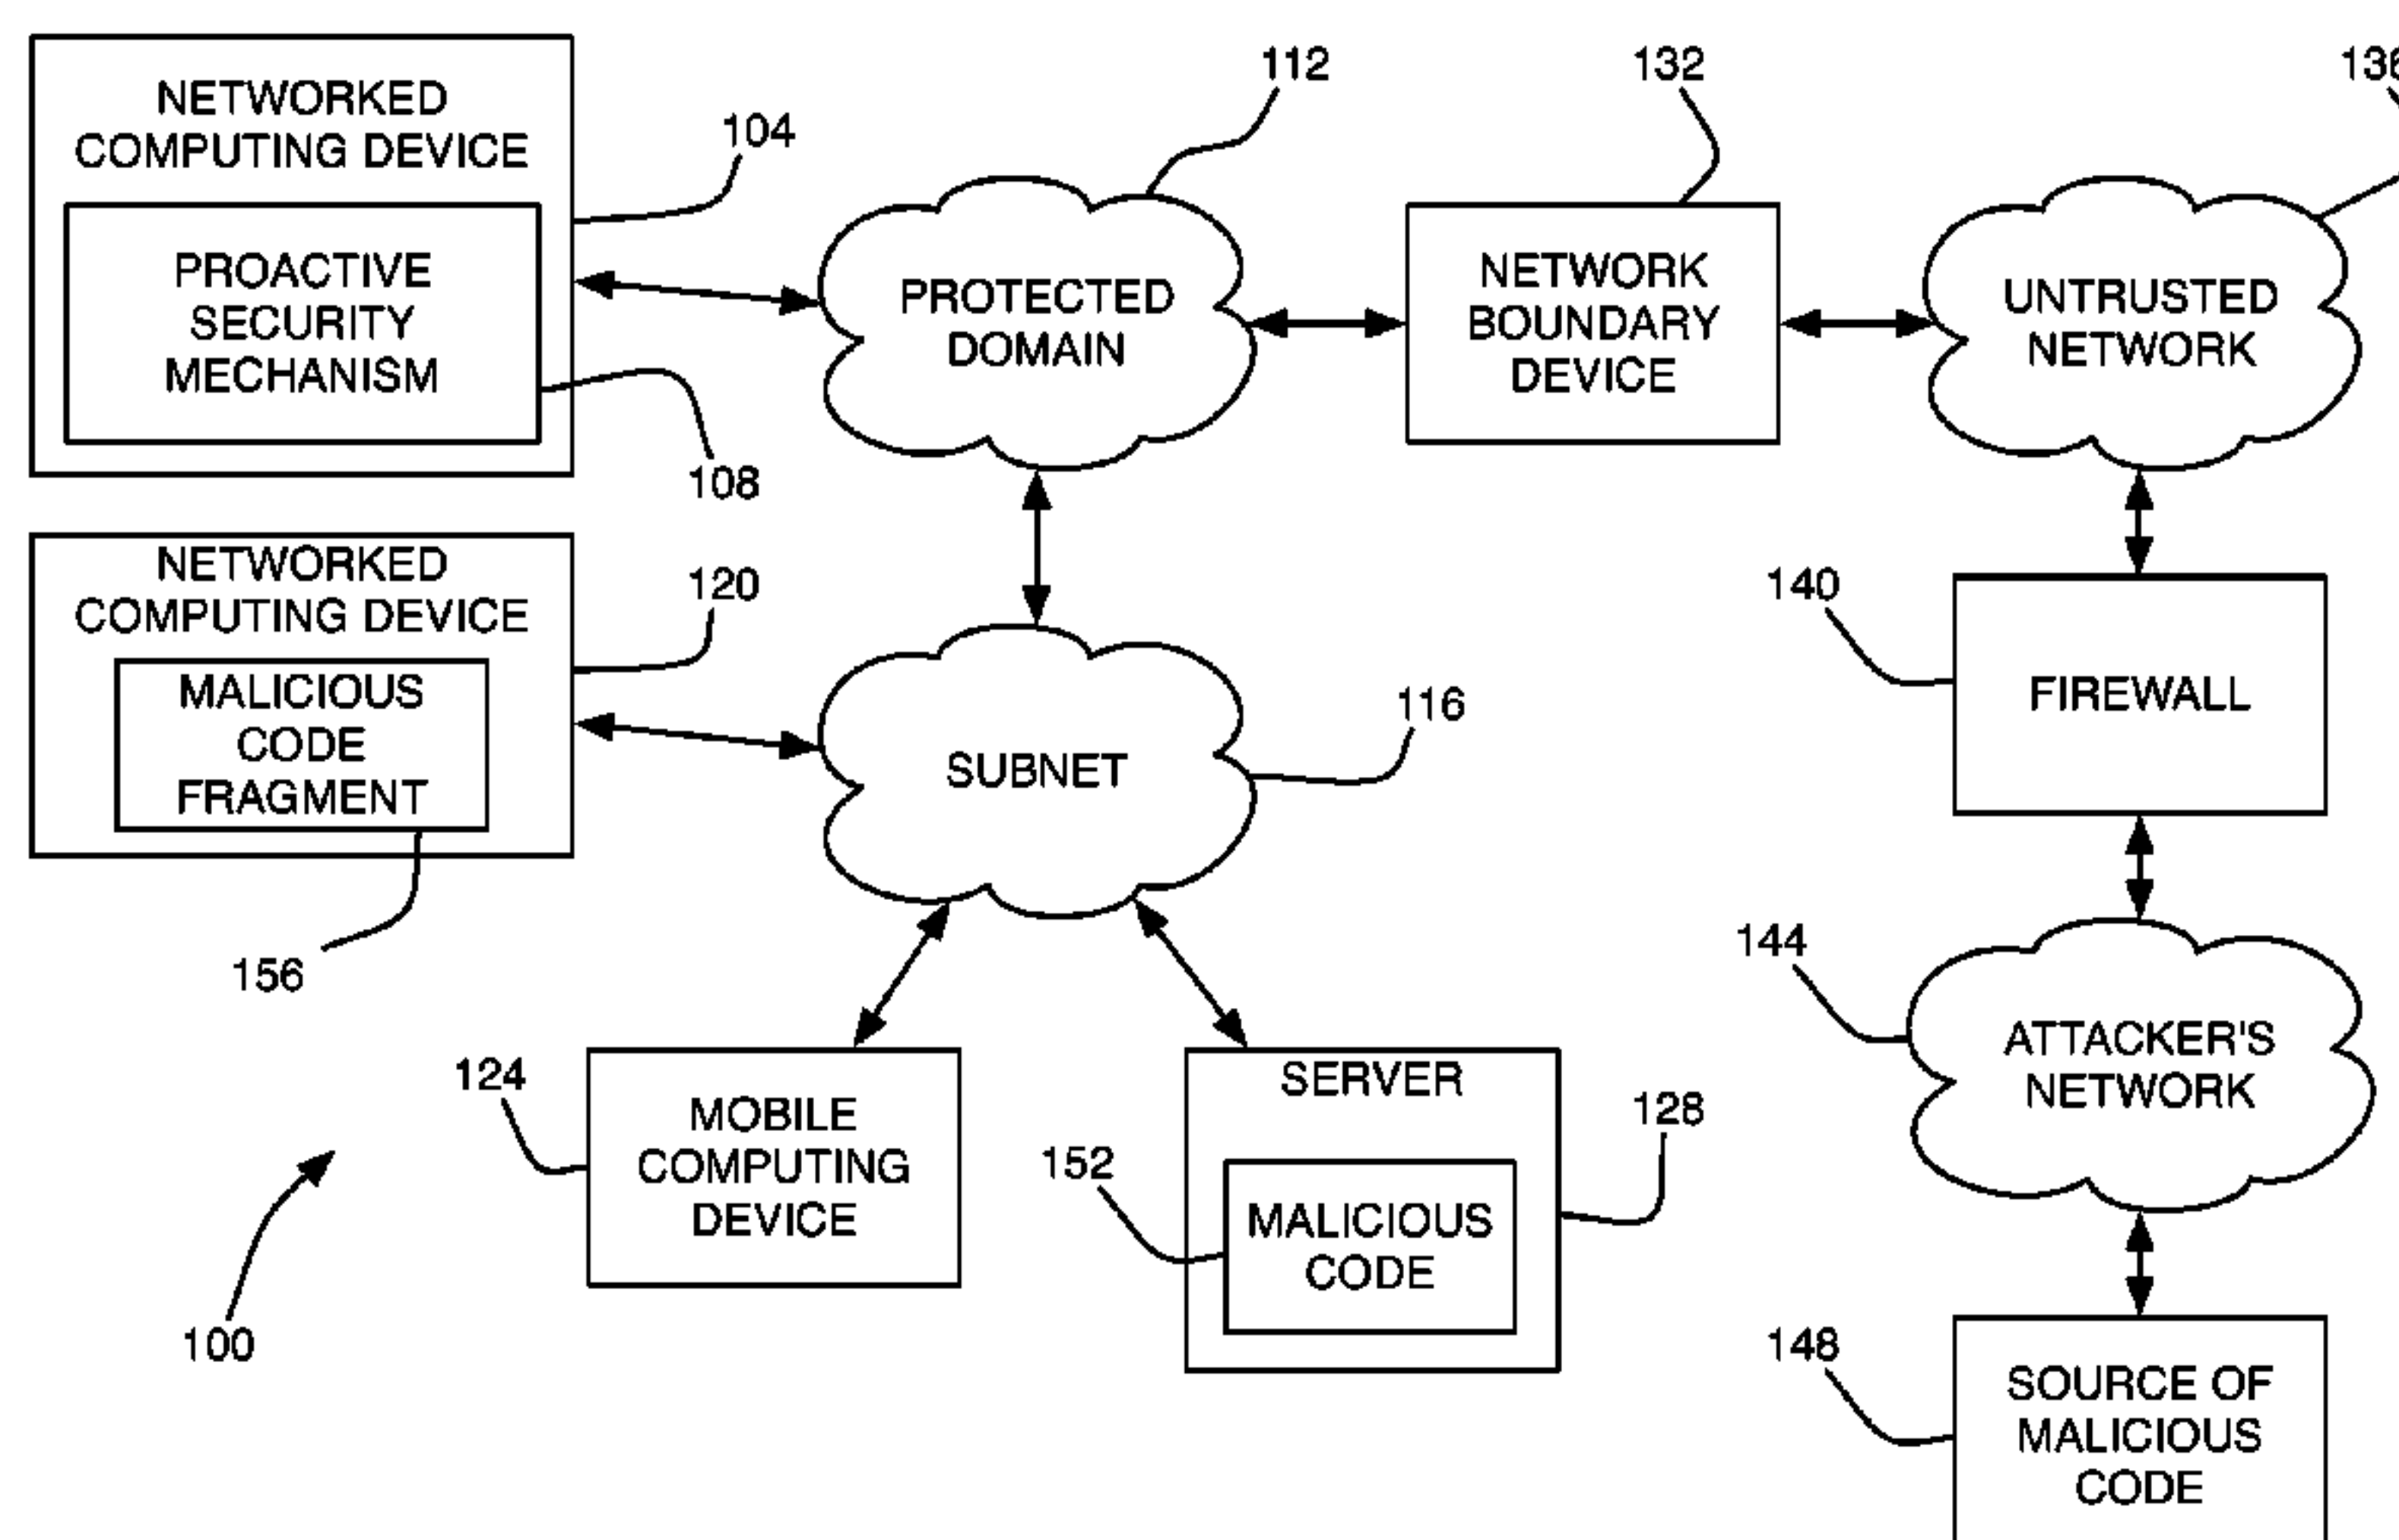 NETWORKED
COMPUTING DEVICE
104
PROACTIVE
SECURITY
MECHANISM
108
112
PROTECTED
DOMAIN
132
NETWORK
BOUNDARY
DEVICE
136
UNTRUSTED
NETWORK
NETWORKED
COMPUTING DEVICE
120
MALICIOUS
CODE
FRAGMENT
156
SUBNET
116
140
FIREWALL
144
ATTACKER'S
NETWORK
124
MOBILE
COMPUTING
DEVICE
SERVER
128
152
MALICIOUS
CODE
100
148
SOURCE OF
MALICIOUS
CODE